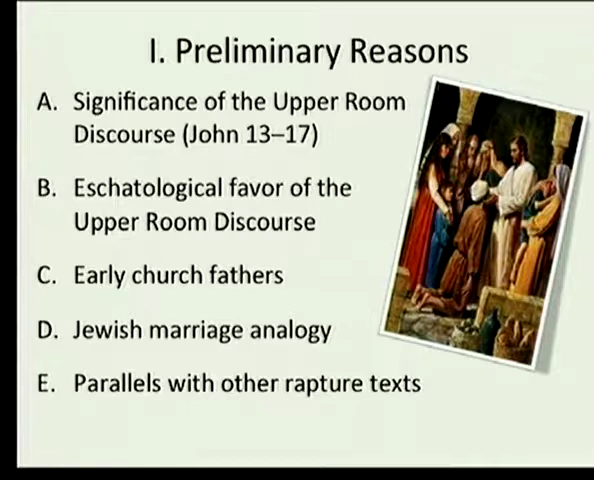 I. Preliminary Reasons
A. Significance of the Upper Room
Discourse (John 13–17)
B. Eschatological favor of the
Upper Room Discourse
C. Early church fathers
D. Jewish marriage analogy
E. Parallels with other rapture texts